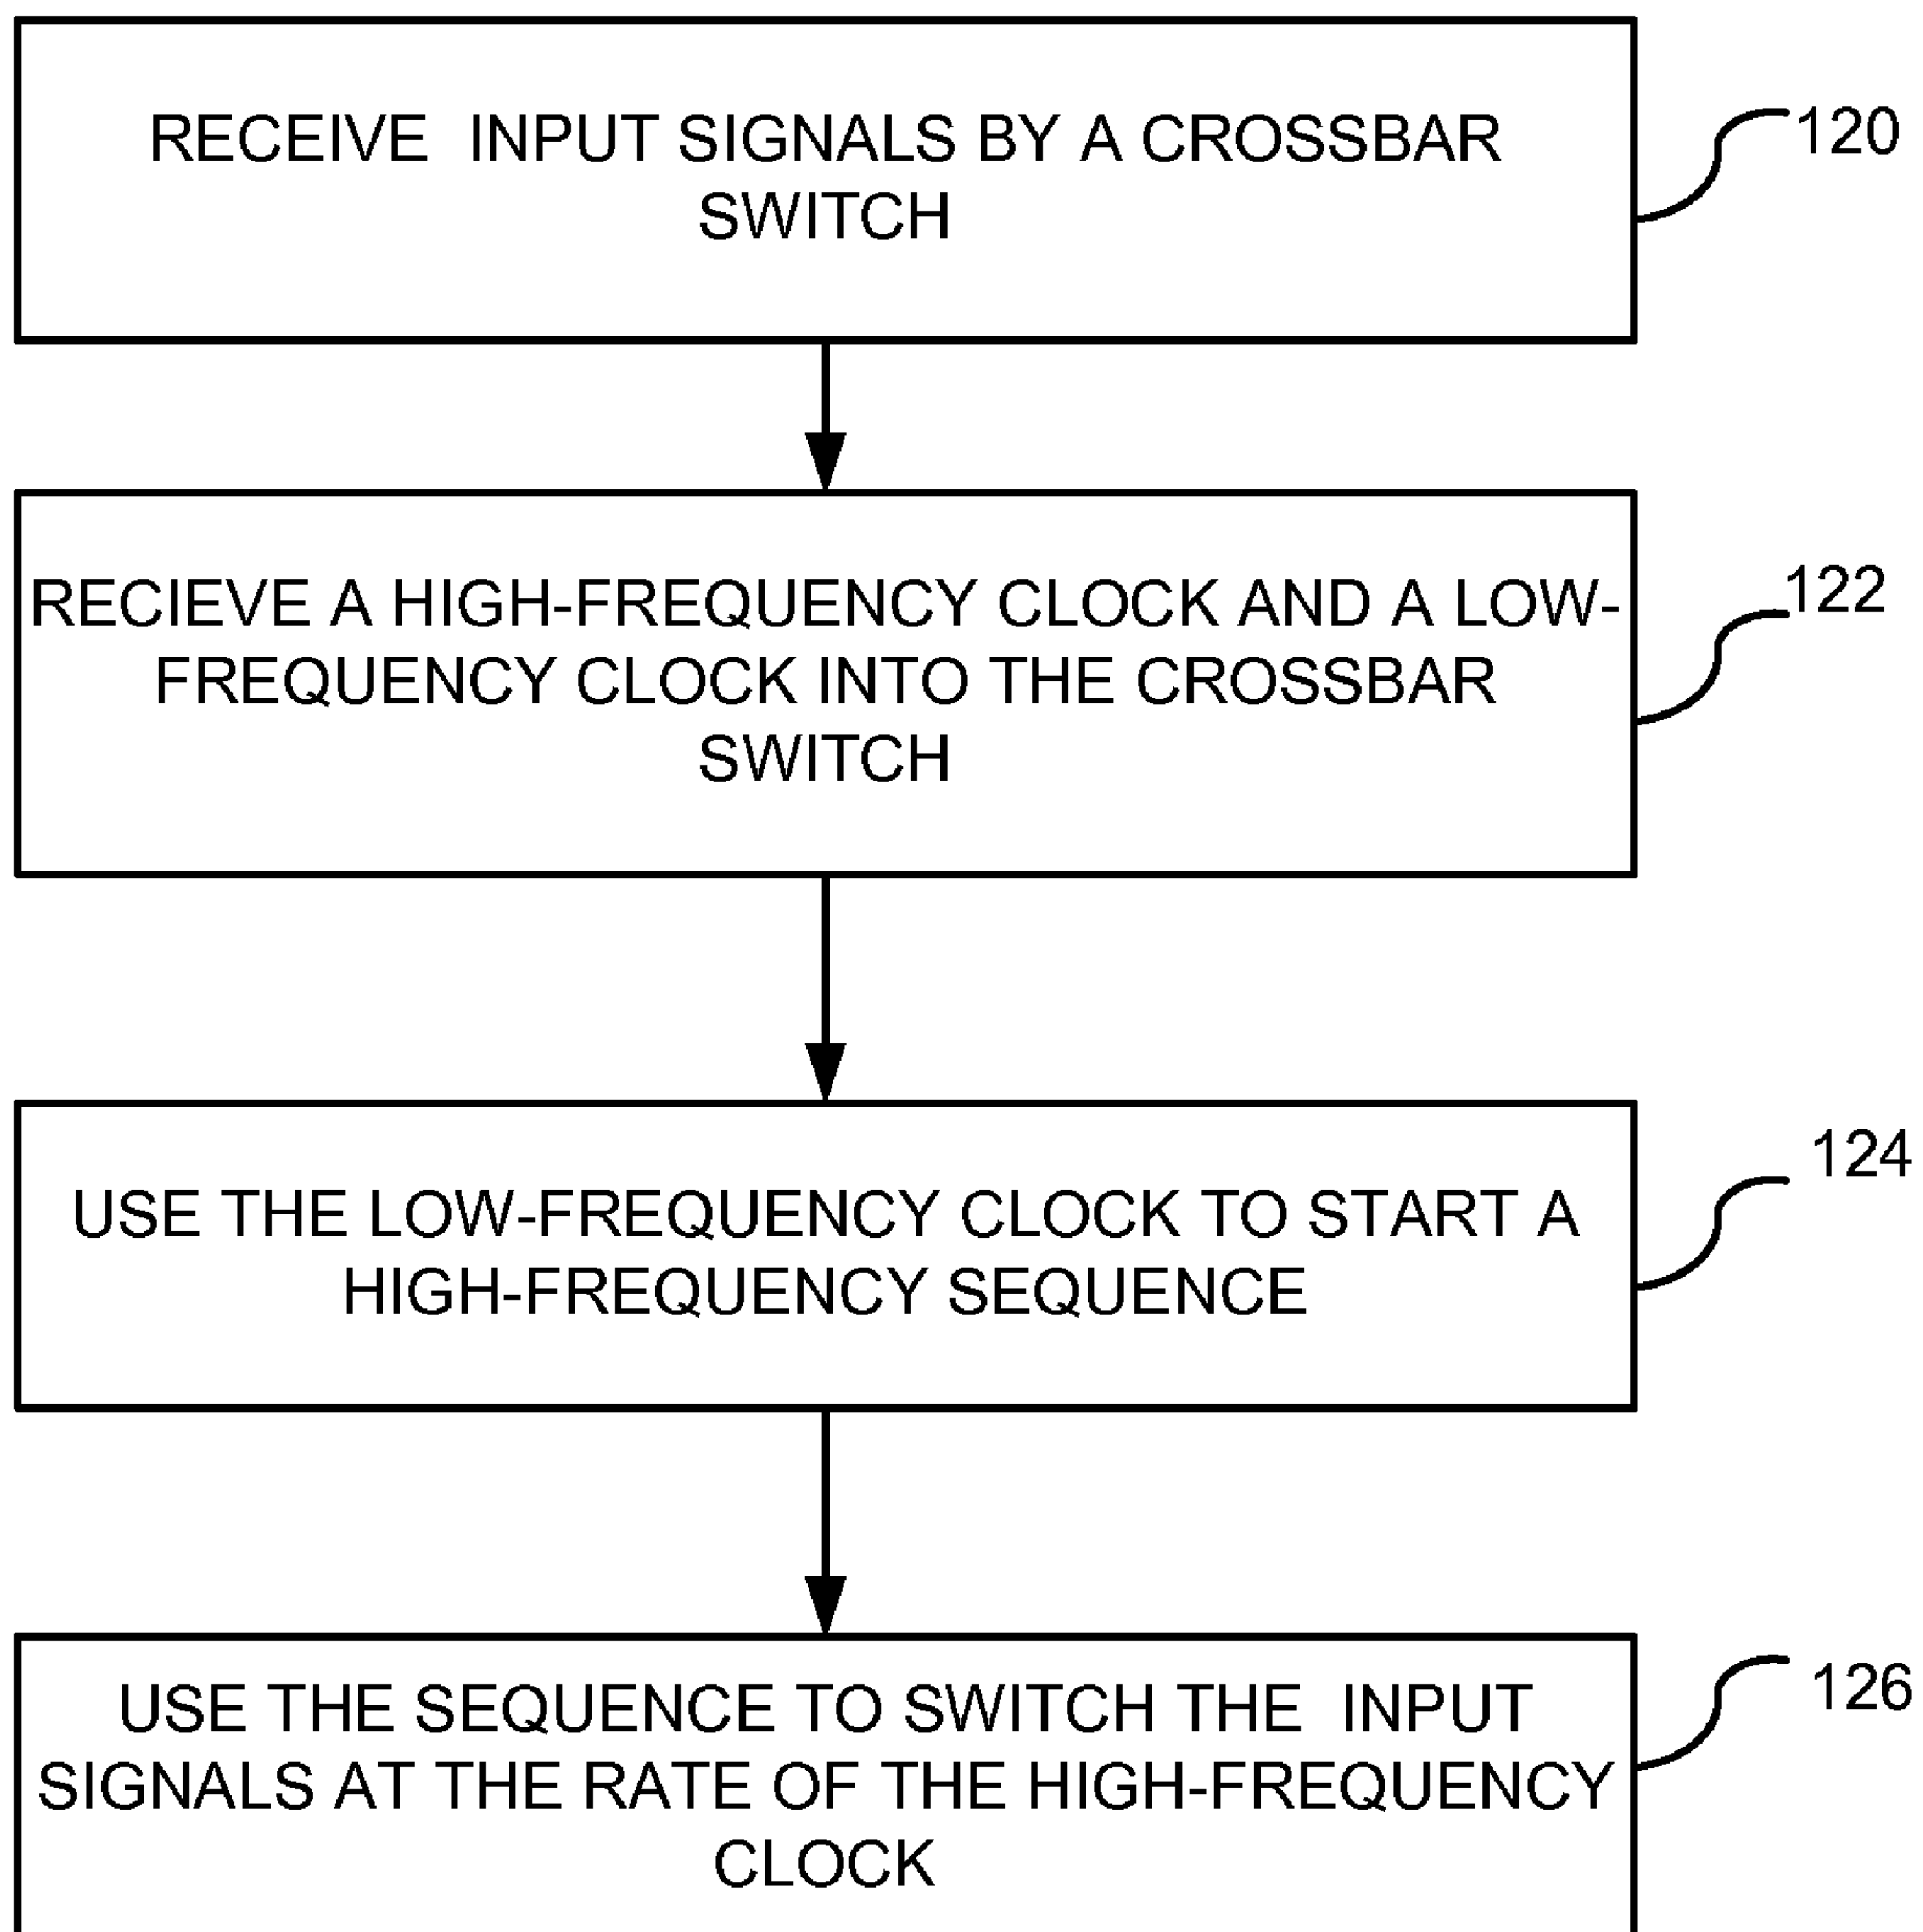 RECEIVE INPUT SIGNALS BY A CROSSBAR
SWITCH
120
RECIEVE A HIGH-FREQUENCY CLOCK AND A LOW-
FREQUENCY CLOCK INTO THE CROSSBAR
SWITCH
122
USE THE LOW-FREQUENCY CLOCK TO START A
HIGH-FREQUENCY SEQUENCE
124
USE THE SEQUENCE TO SWITCH THE INPUT
SIGNALS AT THE RATE OF THE HIGH-FREQUENCY
CLOCK
126